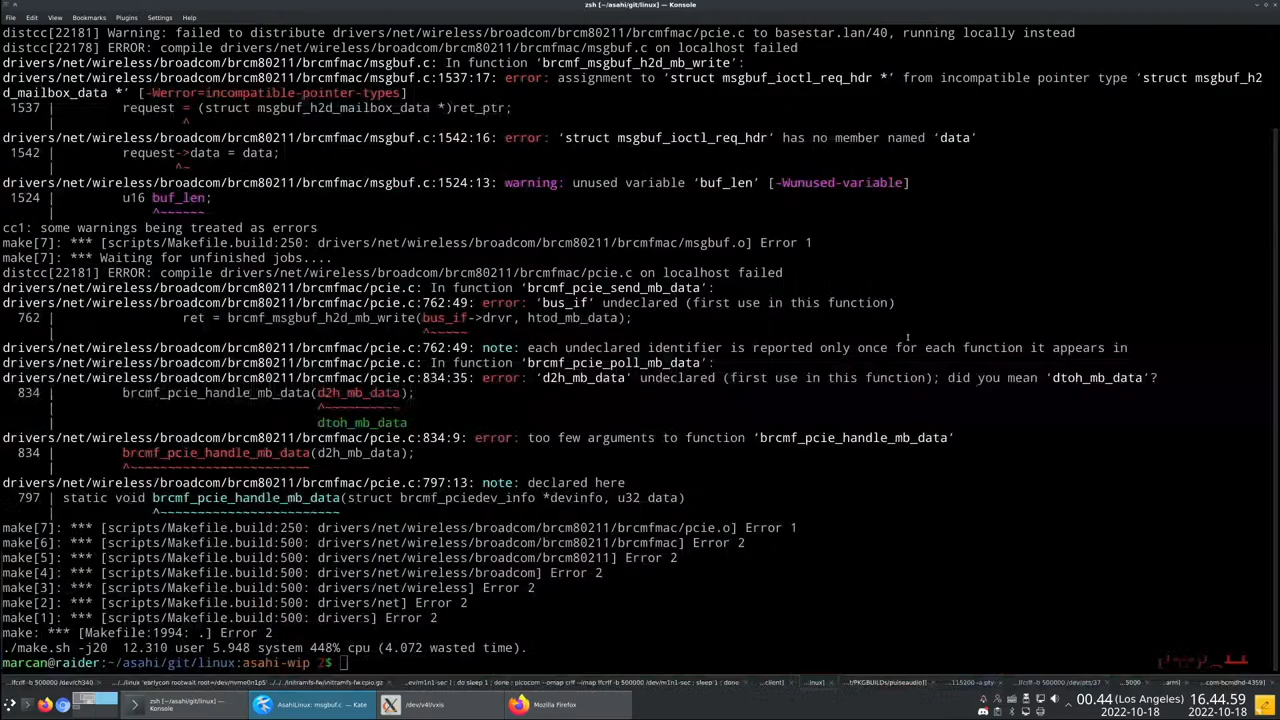 zsh [~/asahi/git/linux] — Konsole
File Edit View Bookmarks Plugins Settings Help
distcc[22181] Warning: failed to distribute drivers/net/wireless/broadcom/brcm80211/brcmfmac/pcie.c to basestar.lan/40, running locally instead
distcc[22178] ERROR: compile drivers/net/wireless/broadcom/brcm80211/brcmfmac/msgbuf.c on localhost failed
drivers/net/wireless/broadcom/brcm80211/brcmfmac/msgbuf.c: In function ‘brcmf_msgbuf_h2d_mb_write’:
drivers/net/wireless/broadcom/brcm80211/brcmfmac/msgbuf.c:1537:17: error: assignment to ‘struct msgbuf_ioctl_req_hdr *’ from incompatible pointer type ‘struct msgbuf_h2
d_mailbox_data *’ [-Werror=incompatible-pointer-types]
1537 | request = (struct msgbuf_h2d_mailbox_data *)ret_ptr;
| ^
drivers/net/wireless/broadcom/brcm80211/brcmfmac/msgbuf.c:1542:16: error: ‘struct msgbuf_ioctl_req_hdr’ has no member named ‘data’
1542 | request->data = data;
| ^~
drivers/net/wireless/broadcom/brcm80211/brcmfmac/msgbuf.c:1524:13: warning: unused variable ‘buf_len’ [-Wunused-variable]
1524 | u16 buf_len;
| ^~~~~~~
cc1: some warnings being treated as errors
make[7]: *** [scripts/Makefile.build:250: drivers/net/wireless/broadcom/brcm80211/brcmfmac/msgbuf.o] Error 1
make[7]: *** Waiting for unfinished jobs....
distcc[22181] ERROR: compile drivers/net/wireless/broadcom/brcm80211/brcmfmac/pcie.c on localhost failed
drivers/net/wireless/broadcom/brcm80211/brcmfmac/pcie.c: In function ‘brcmf_pcie_send_mb_data’:
drivers/net/wireless/broadcom/brcm80211/brcmfmac/pcie.c:762:49: error: ‘bus_if’ undeclared (first use in this function)
762 | ret = brcmf_msgbuf_h2d_mb_write(bus_if->drvr, htod_mb_data);
| ^~~~~~
drivers/net/wireless/broadcom/brcm80211/brcmfmac/pcie.c:762:49: note: each undeclared identifier is reported only once for each function it appears in
drivers/net/wireless/broadcom/brcm80211/brcmfmac/pcie.c: In function ‘brcmf_pcie_poll_mb_data’:
drivers/net/wireless/broadcom/brcm80211/brcmfmac/pcie.c:834:35: error: ‘d2h_mb_data’ undeclared (first use in this function); did you mean ‘dtoh_mb_data’?
834 | brcmf_pcie_handle_mb_data(d2h_mb_data);
| ^~~~~~~~~~~
| dtoh_mb_data
drivers/net/wireless/broadcom/brcm80211/brcmfmac/pcie.c:834:9: error: too few arguments to function ‘brcmf_pcie_handle_mb_data’
834 | brcmf_pcie_handle_mb_data(d2h_mb_data);
| ^~~~~~~~~~~~~~~~~~~~~~~~~
drivers/net/wireless/broadcom/brcm80211/brcmfmac/pcie.c:797:13: note: declared here
797 | static void brcmf_pcie_handle_mb_data(struct brcmf_pciedev_info *devinfo, u32 data)
| ^~~~~~~~~~~~~~~~~~~~~~~~~
make[7]: *** [scripts/Makefile.build:250: drivers/net/wireless/broadcom/brcm80211/brcmfmac/pcie.o] Error 1
make[6]: *** [scripts/Makefile.build:500: drivers/net/wireless/broadcom/brcm80211/brcmfmac] Error 2
make[5]: *** [scripts/Makefile.build:500: drivers/net/wireless/broadcom/brcm80211] Error 2
make[4]: *** [scripts/Makefile.build:500: drivers/net/wireless/broadcom] Error 2
make[3]: *** [scripts/Makefile.build:500: drivers/net/wireless] Error 2
make[2]: *** [scripts/Makefile.build:500: drivers/net] Error 2
make[1]: *** [scripts/Makefile.build:500: drivers] Error 2
make: *** [Makefile:1994: .] Error 2
./make.sh -j20 12.310 user 5.948 system 448% cpu (4.072 wasted time).
marcan@raider:~/asahi/git/linux:asahi-wip 2$
zsh [~/asahi/git/linux] — Konsole
AsahiLinux: msgbuf.c — Kate
/dev/v4l/vxis
Mozilla Firefox
00.44 (Los Angeles) 16.44.59
2022-10-18 2022-10-18